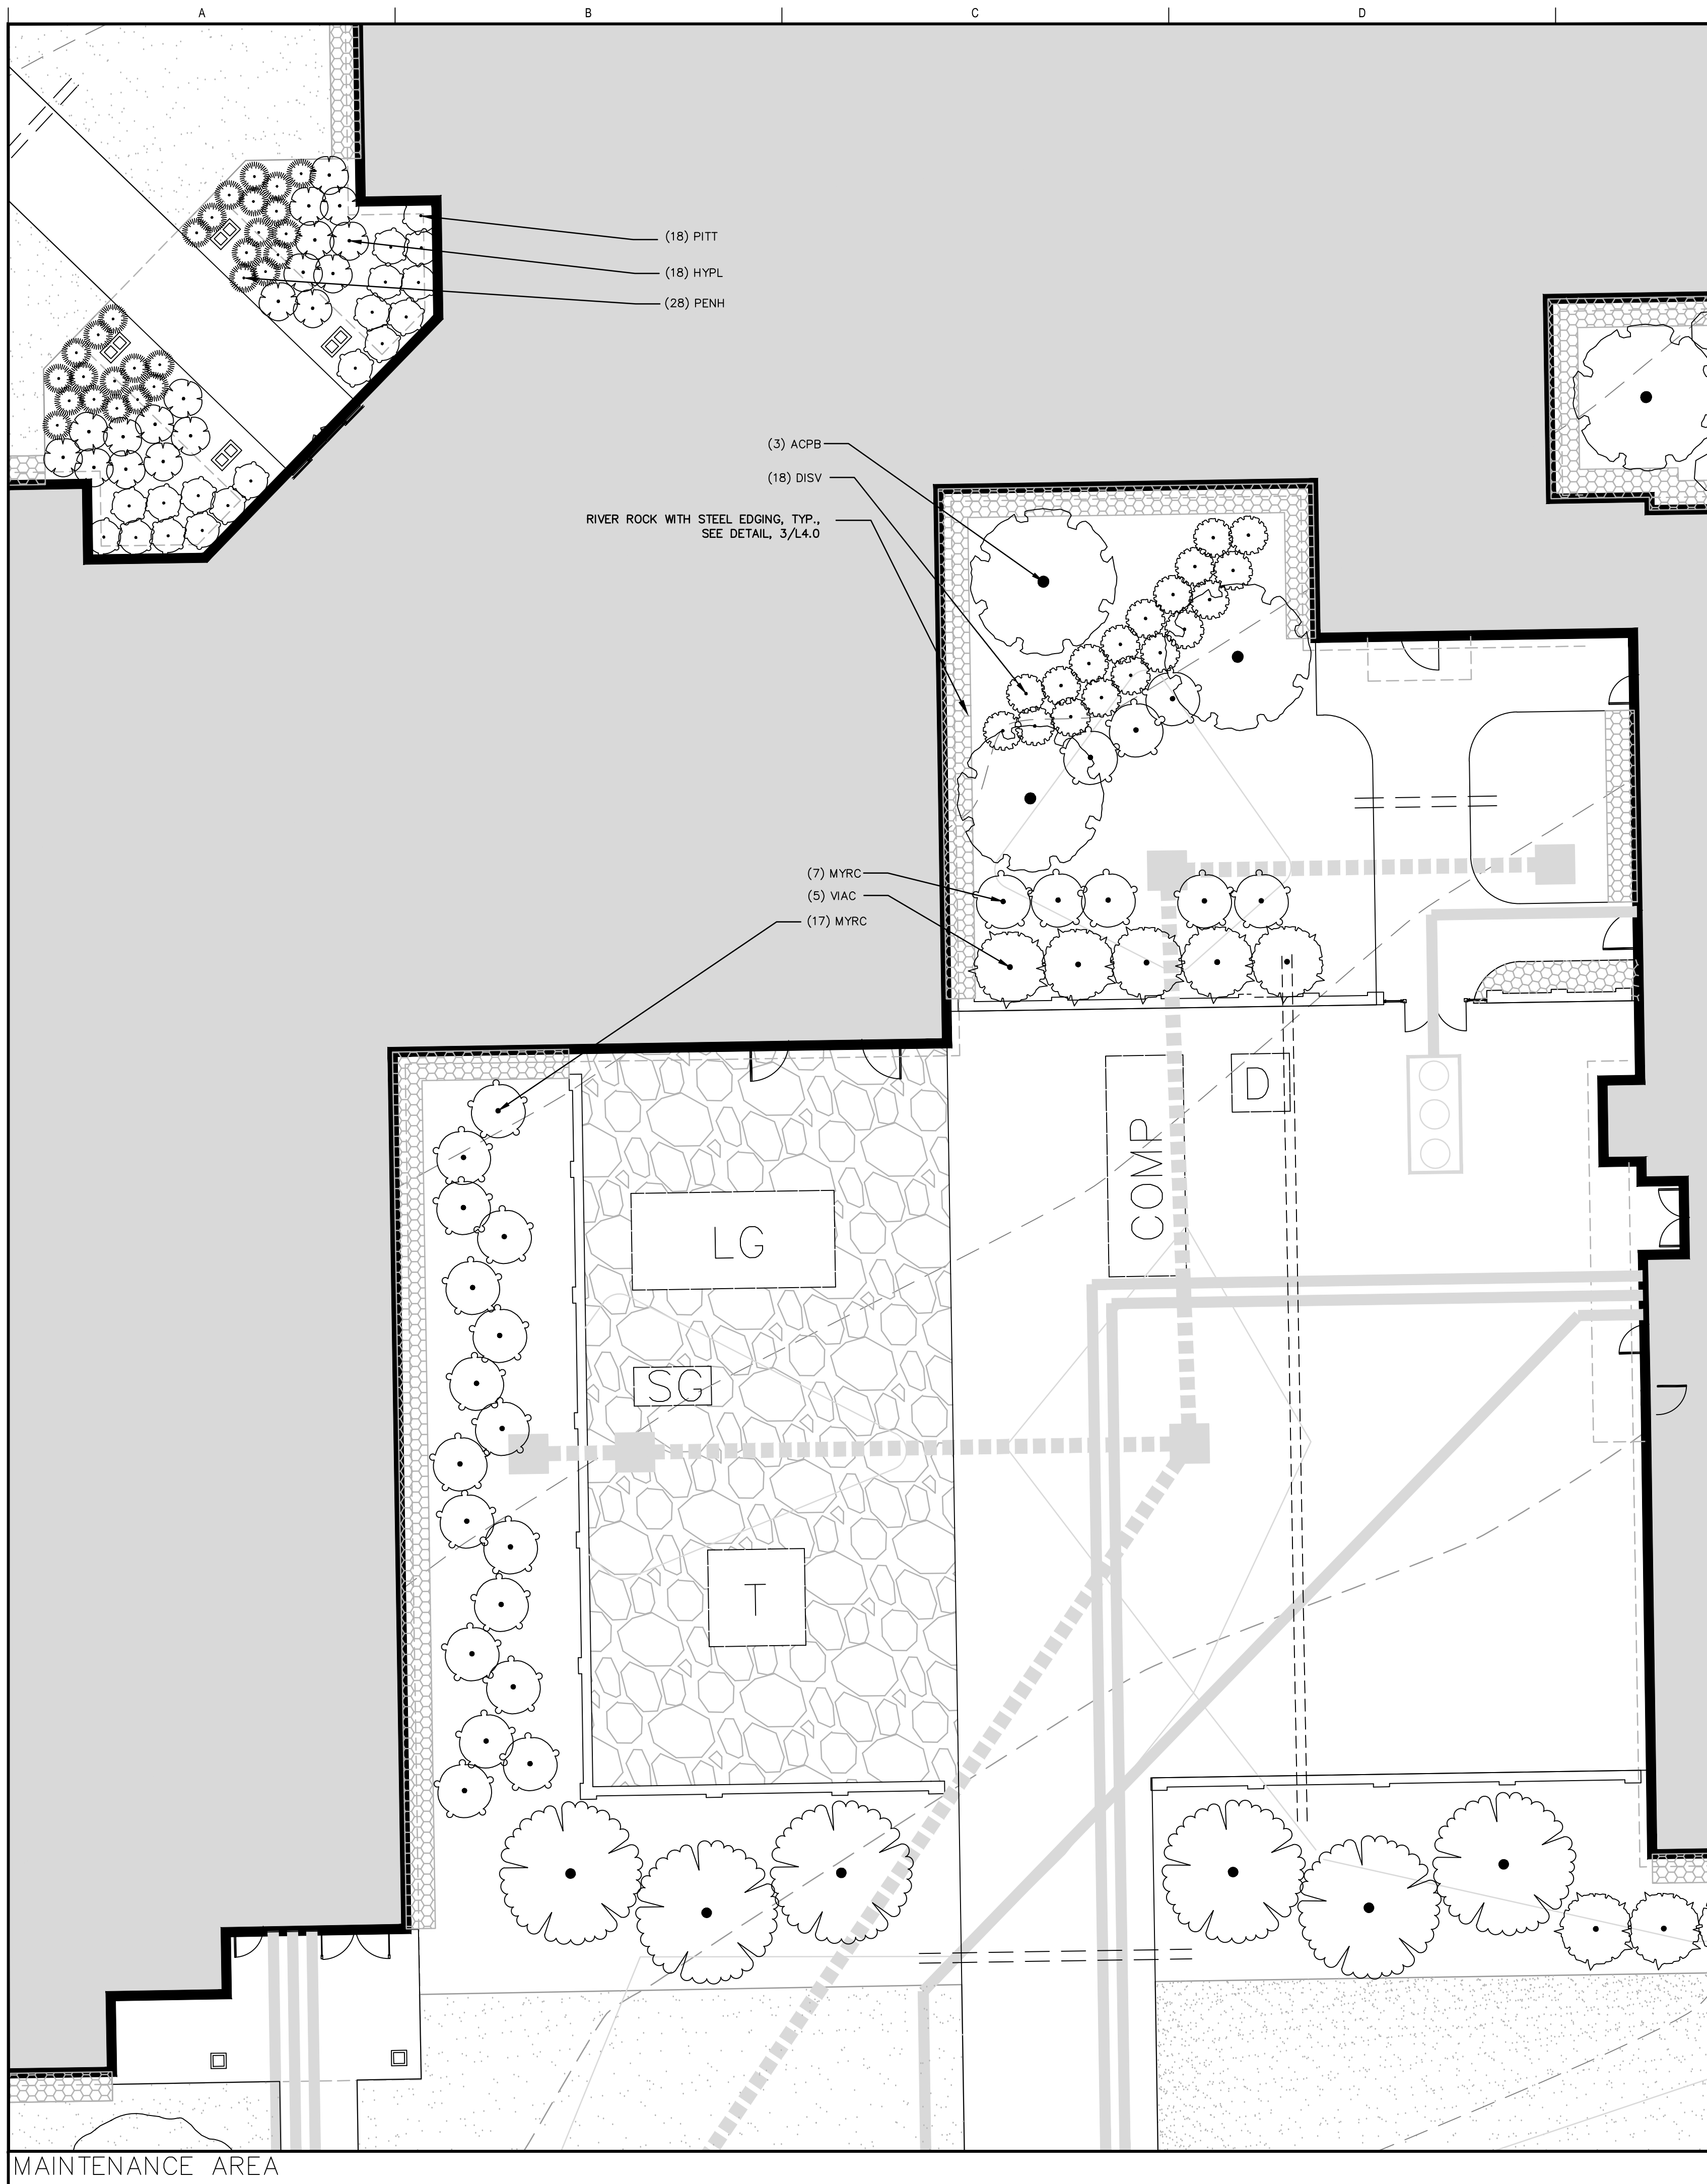 A
B
C
D
(18) PITT
(18) HYPL
(28) PENH
(3) ACPB
(18) DISV
RIVER ROCK WITH STEEL EDGING, TYP.,
SEE DETAIL, 3/L4.0
(7) MYRC
(5) VIAC
(17) MYRC
D
COMP
LG
SG
T
MAINTENANCE AREA